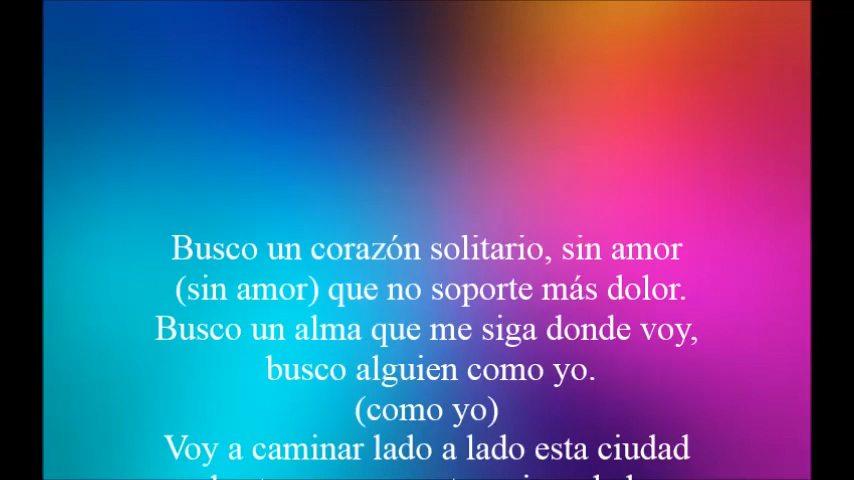 Busco un corazón solitario, sin amor
(sin amor) que no soporte más dolor.
Busco un alma que me siga donde voy,
busco alguien como yo.
(como yo)
Voy a caminar lado a lado esta ciudad